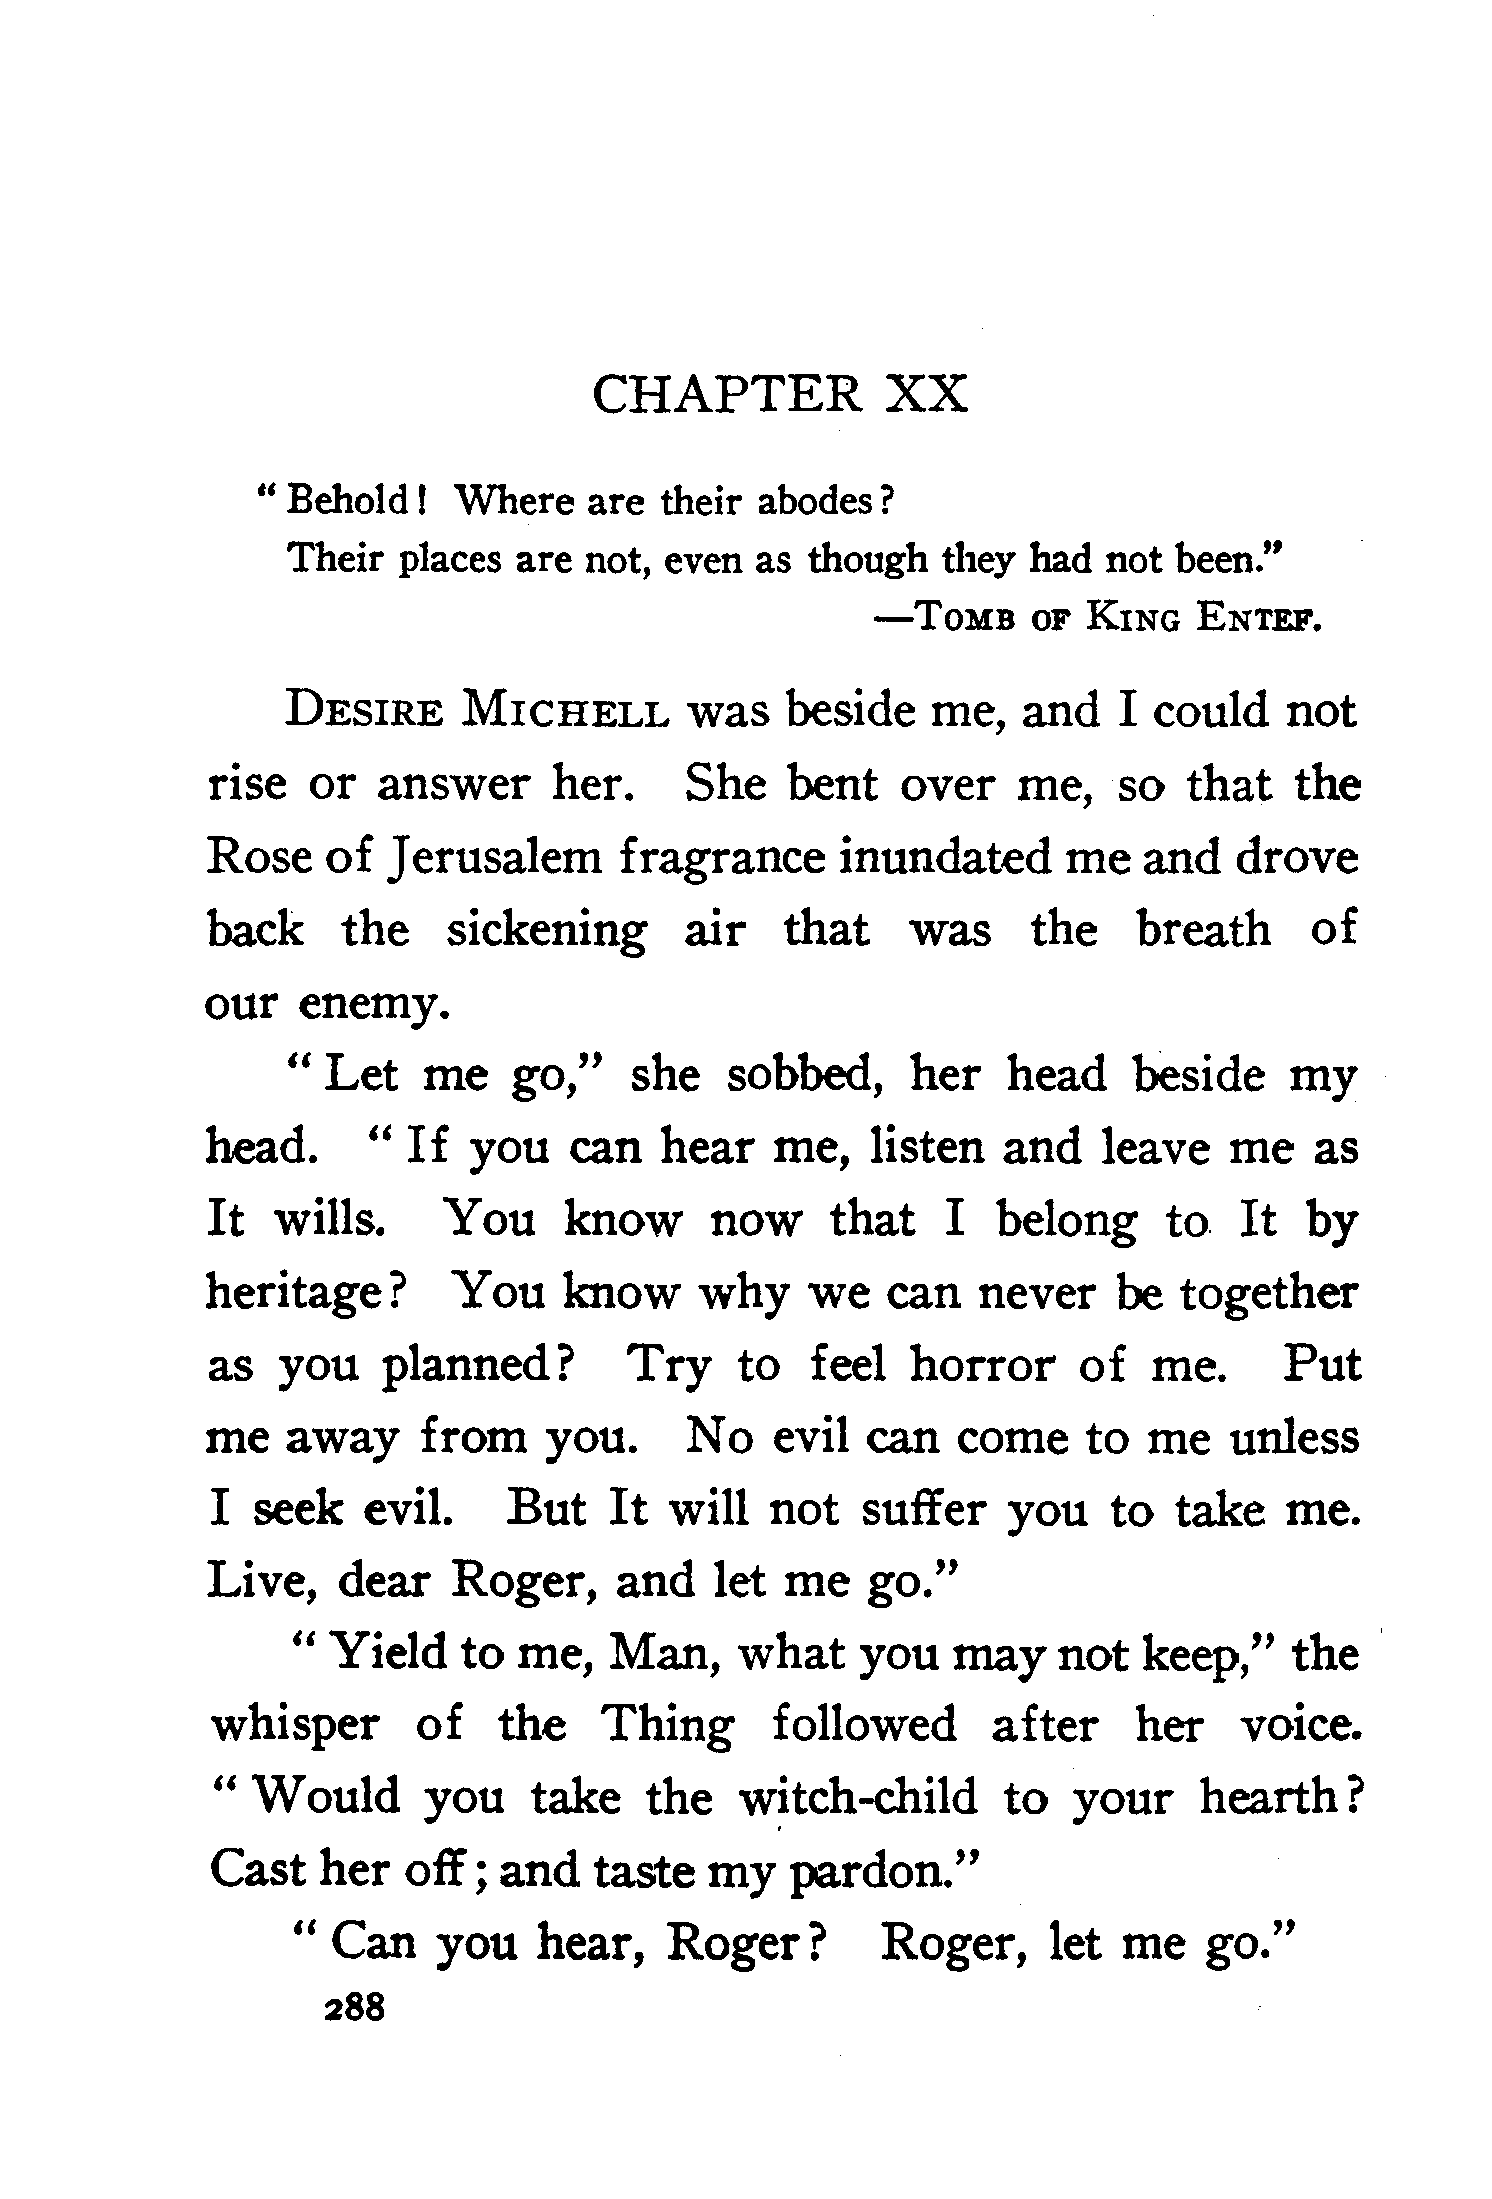 CHAPTER XX
" Behold! Where are their abodes?
Their places are not, even as though they had not been."
—Tomb of King Entef.
Desire Michell was beside me, and I could not
rise or answer her. She bent over me, so that the
Rose of Jerusalem fragrance inundated me and drove
back the sickening air that was the breath of
our enemy.
" Let me go," she sobbed, her head beside my
head. " If you can hear me, listen and leave me as
It wills. You know now that I belong to It by
heritage? You know why we can never be together
as you planned? Try to feel horror of me. Put
me away from you. No evil can come to me unless
I seek evil. But It will not suffer you to take me.
Live, dear Roger, and let me go."
" Yield to me, Man, what you may not keep," the
whisper of the Thing followed after her voice.
" Would you take the witch-child to your hearth?
Cast her off; and taste my pardon."
" Can you hear, Roger? Roger, let me go."
288